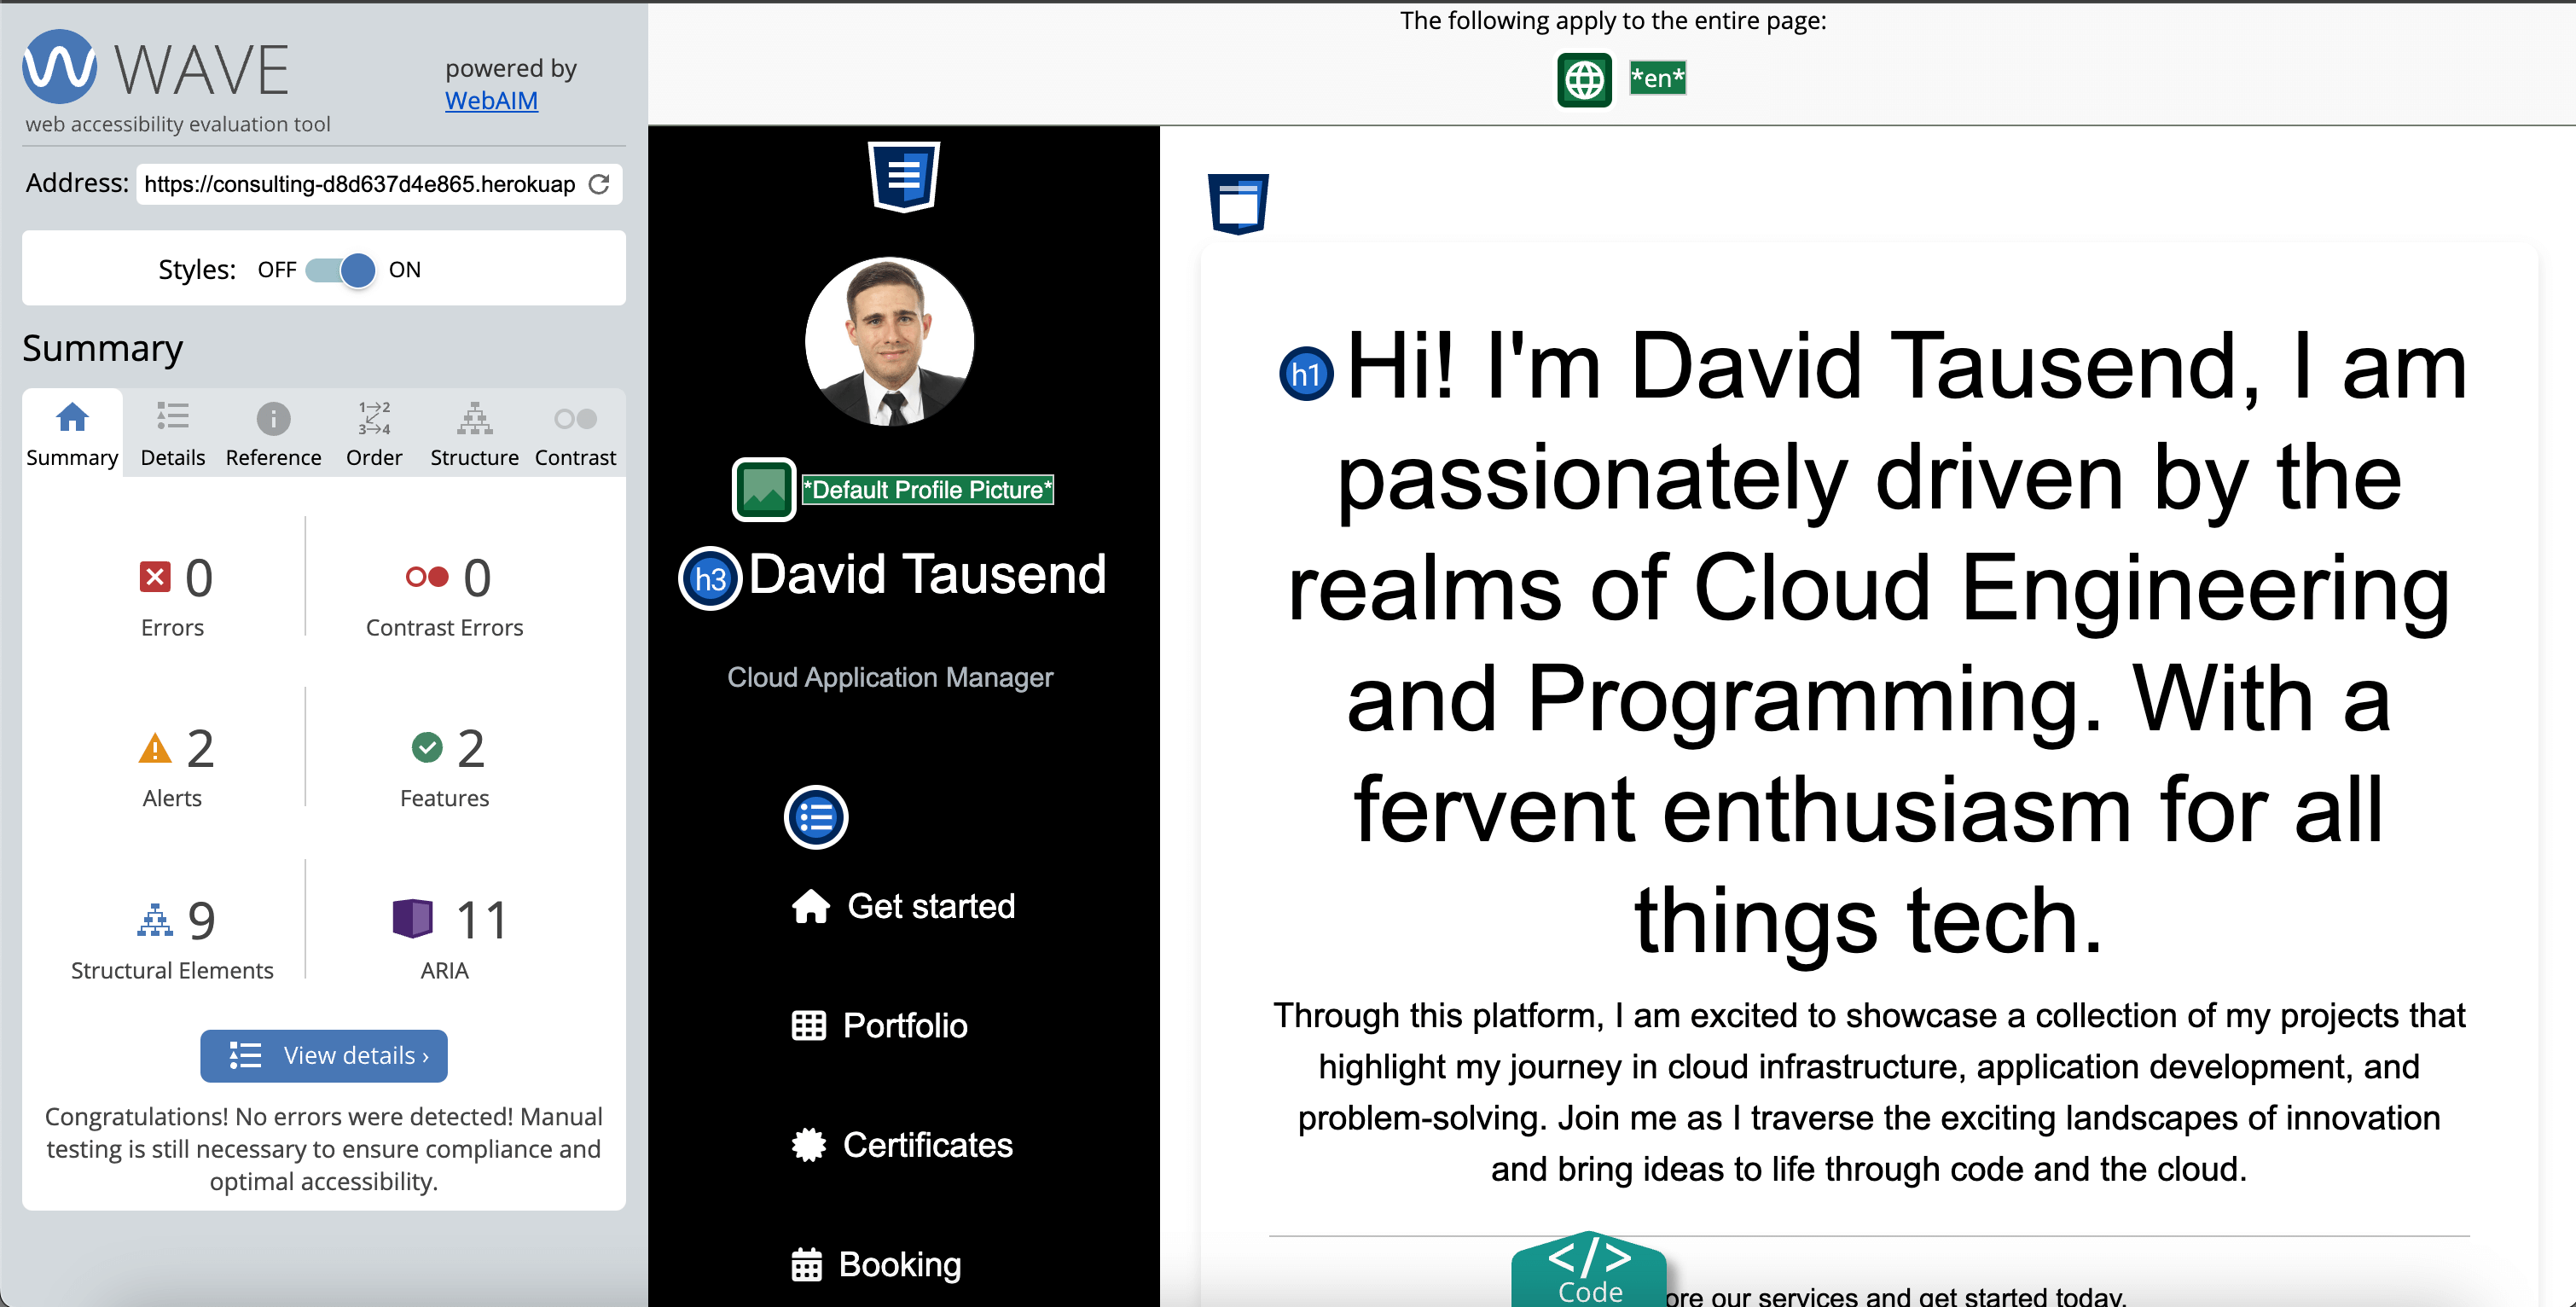 WAVE
powered by
WebAIM
web accessibility evaluation tool
Address: https://consulting-d8d637d4e865.herokuap
Styles: OFF ON
Summary
Summary Details Reference Order Structure Contrast
0 Errors
0 Contrast Errors
2 Alerts
2 Features
9 Structural Elements
11 ARIA
View details ›
Congratulations! No errors were detected! Manual
testing is still necessary to ensure compliance and
optimal accessibility.
The following apply to the entire page:
*en*
*Default Profile Picture*
h3 David Tausend
Cloud Application Manager
Get started
Portfolio
Certificates
Booking
h1 Hi! I'm David Tausend, I am
passionately driven by the
realms of Cloud Engineering
and Programming. With a
fervent enthusiasm for all
things tech.
Through this platform, I am excited to showcase a collection of my projects that
highlight my journey in cloud infrastructure, application development, and
problem-solving. Join me as I traverse the exciting landscapes of innovation
and bring ideas to life through code and the cloud.
</>
Code
ore our services and get started today.